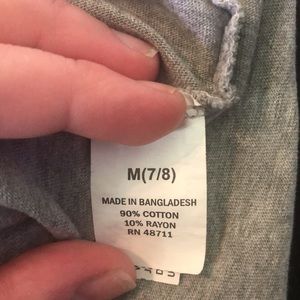 M(7/8)
MADE IN BANGLADESH
90% COTTON
10% RAYON
RN 48711